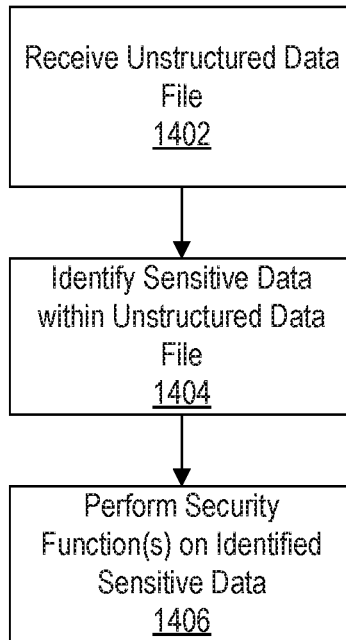 Receive Unstructured Data
File
1402
Identify Sensitive Data
within Unstructured Data
File
1404
Perform Security
Function(s) on Identified
Sensitive Data
1406